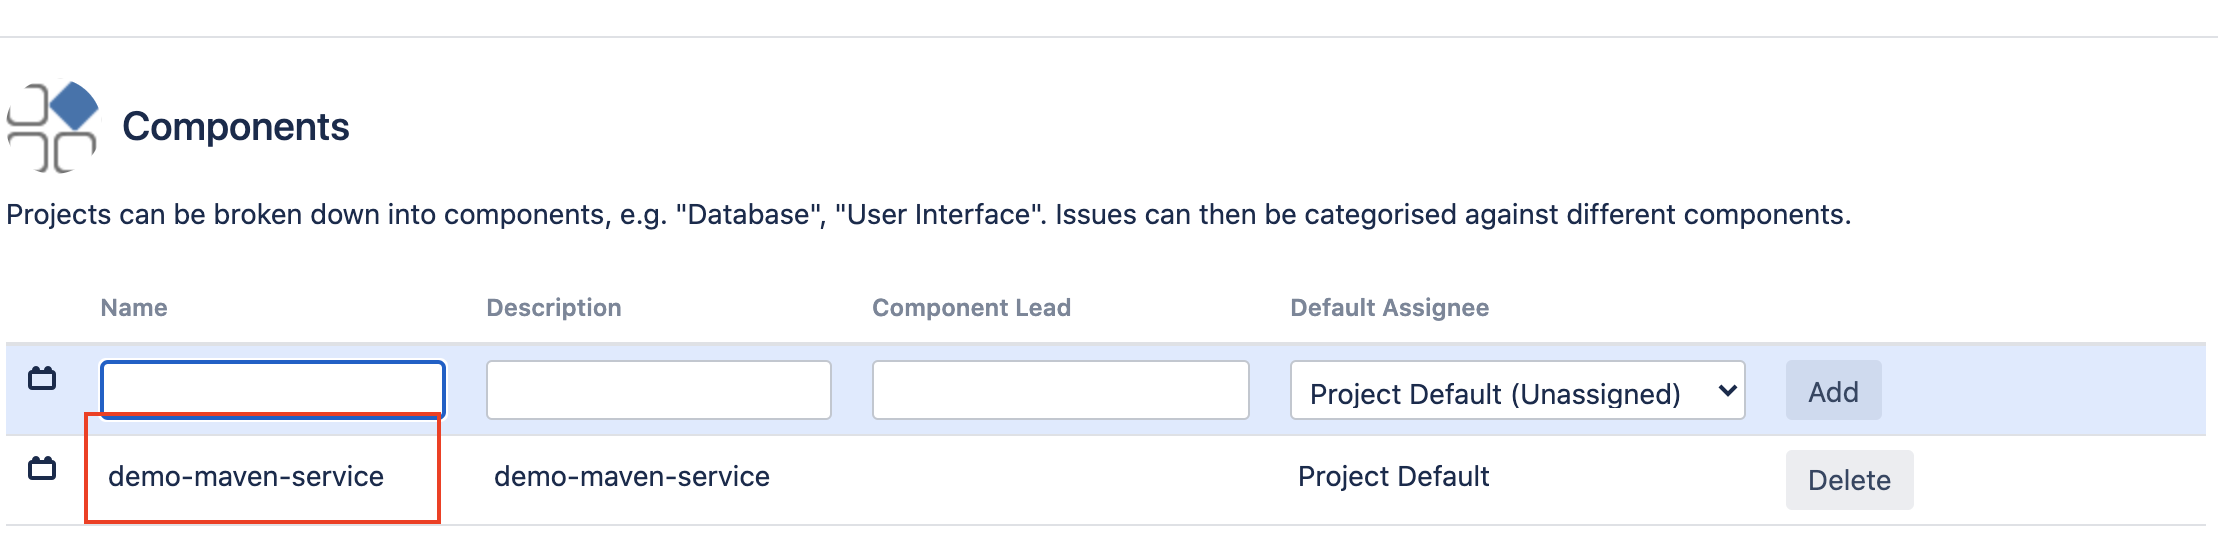 Components
Projects can be broken down into components, e.g. "Database", "User Interface". Issues can then be categorised against different components.
Name Description Component Lead Default Assignee
Project Default (Unassigned) Add
demo-maven-service demo-maven-service Project Default Delete